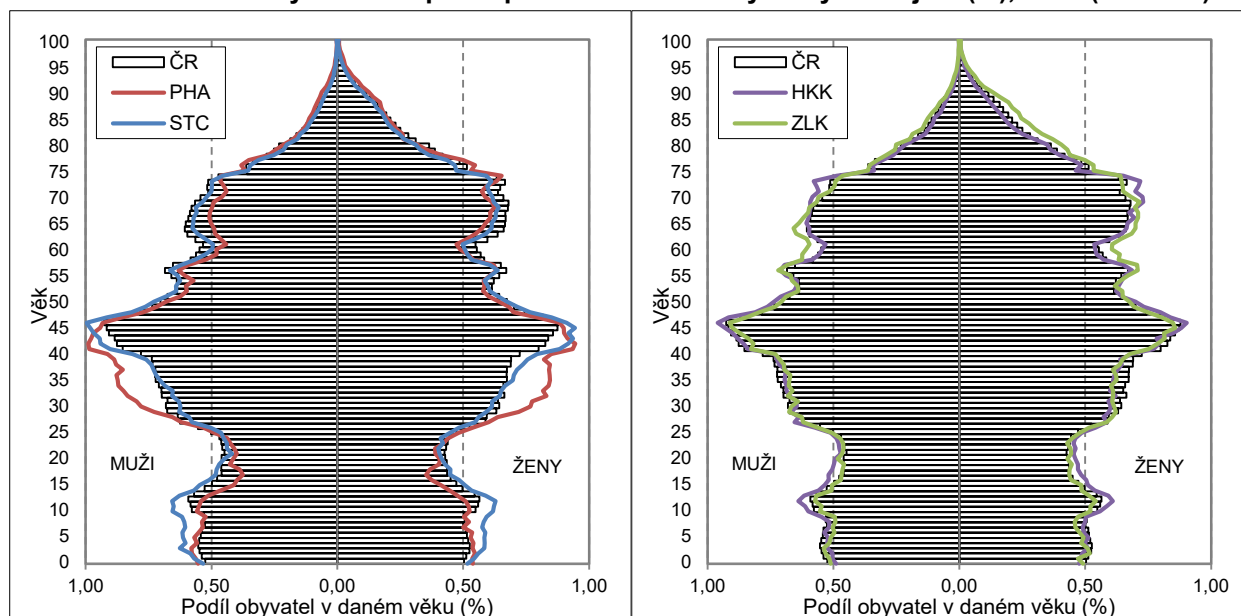 100
95
90
85
80
75
70
65
60
55
50
45
40
35
30
25
20
15
10
5
0
Věk
ČR
PHA
STC
MUŽI
ŽENY
1,00 0,50 0,00 0,50 1,00
Podíl obyvatel v daném věku (%)
100
95
90
85
80
75
70
65
60
55
50
45
40
35
30
25
20
15
10
5
0
Věk
ČR
HKK
ZLK
MUŽI
ŽENY
1,00 0,50 0,00 0,50 1,00
Podíl obyvatel v daném věku (%)